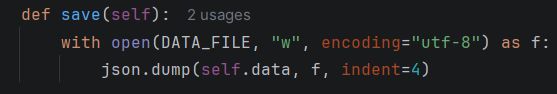 def save(self): 2 usages
    with open(DATA_FILE, "w", encoding="utf-8") as f:
        json.dump(self.data, f, indent=4)